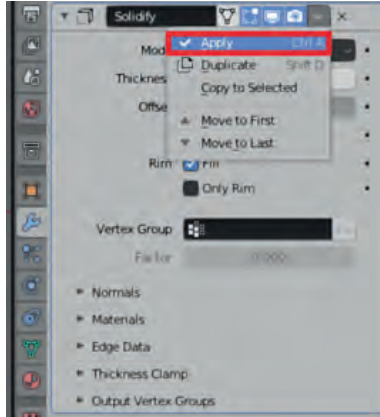 Solidify
Mod
Apply Ctrl A
Duplicate Shift D
Thicknes
Copy to Selected
Offse
Move to First
Move to Last
Rim Fill
Only Rim
Vertex Group
Factor 0.000
Normals
Materials
Edge Data
Thickness Clamp
Output Vertex Groups